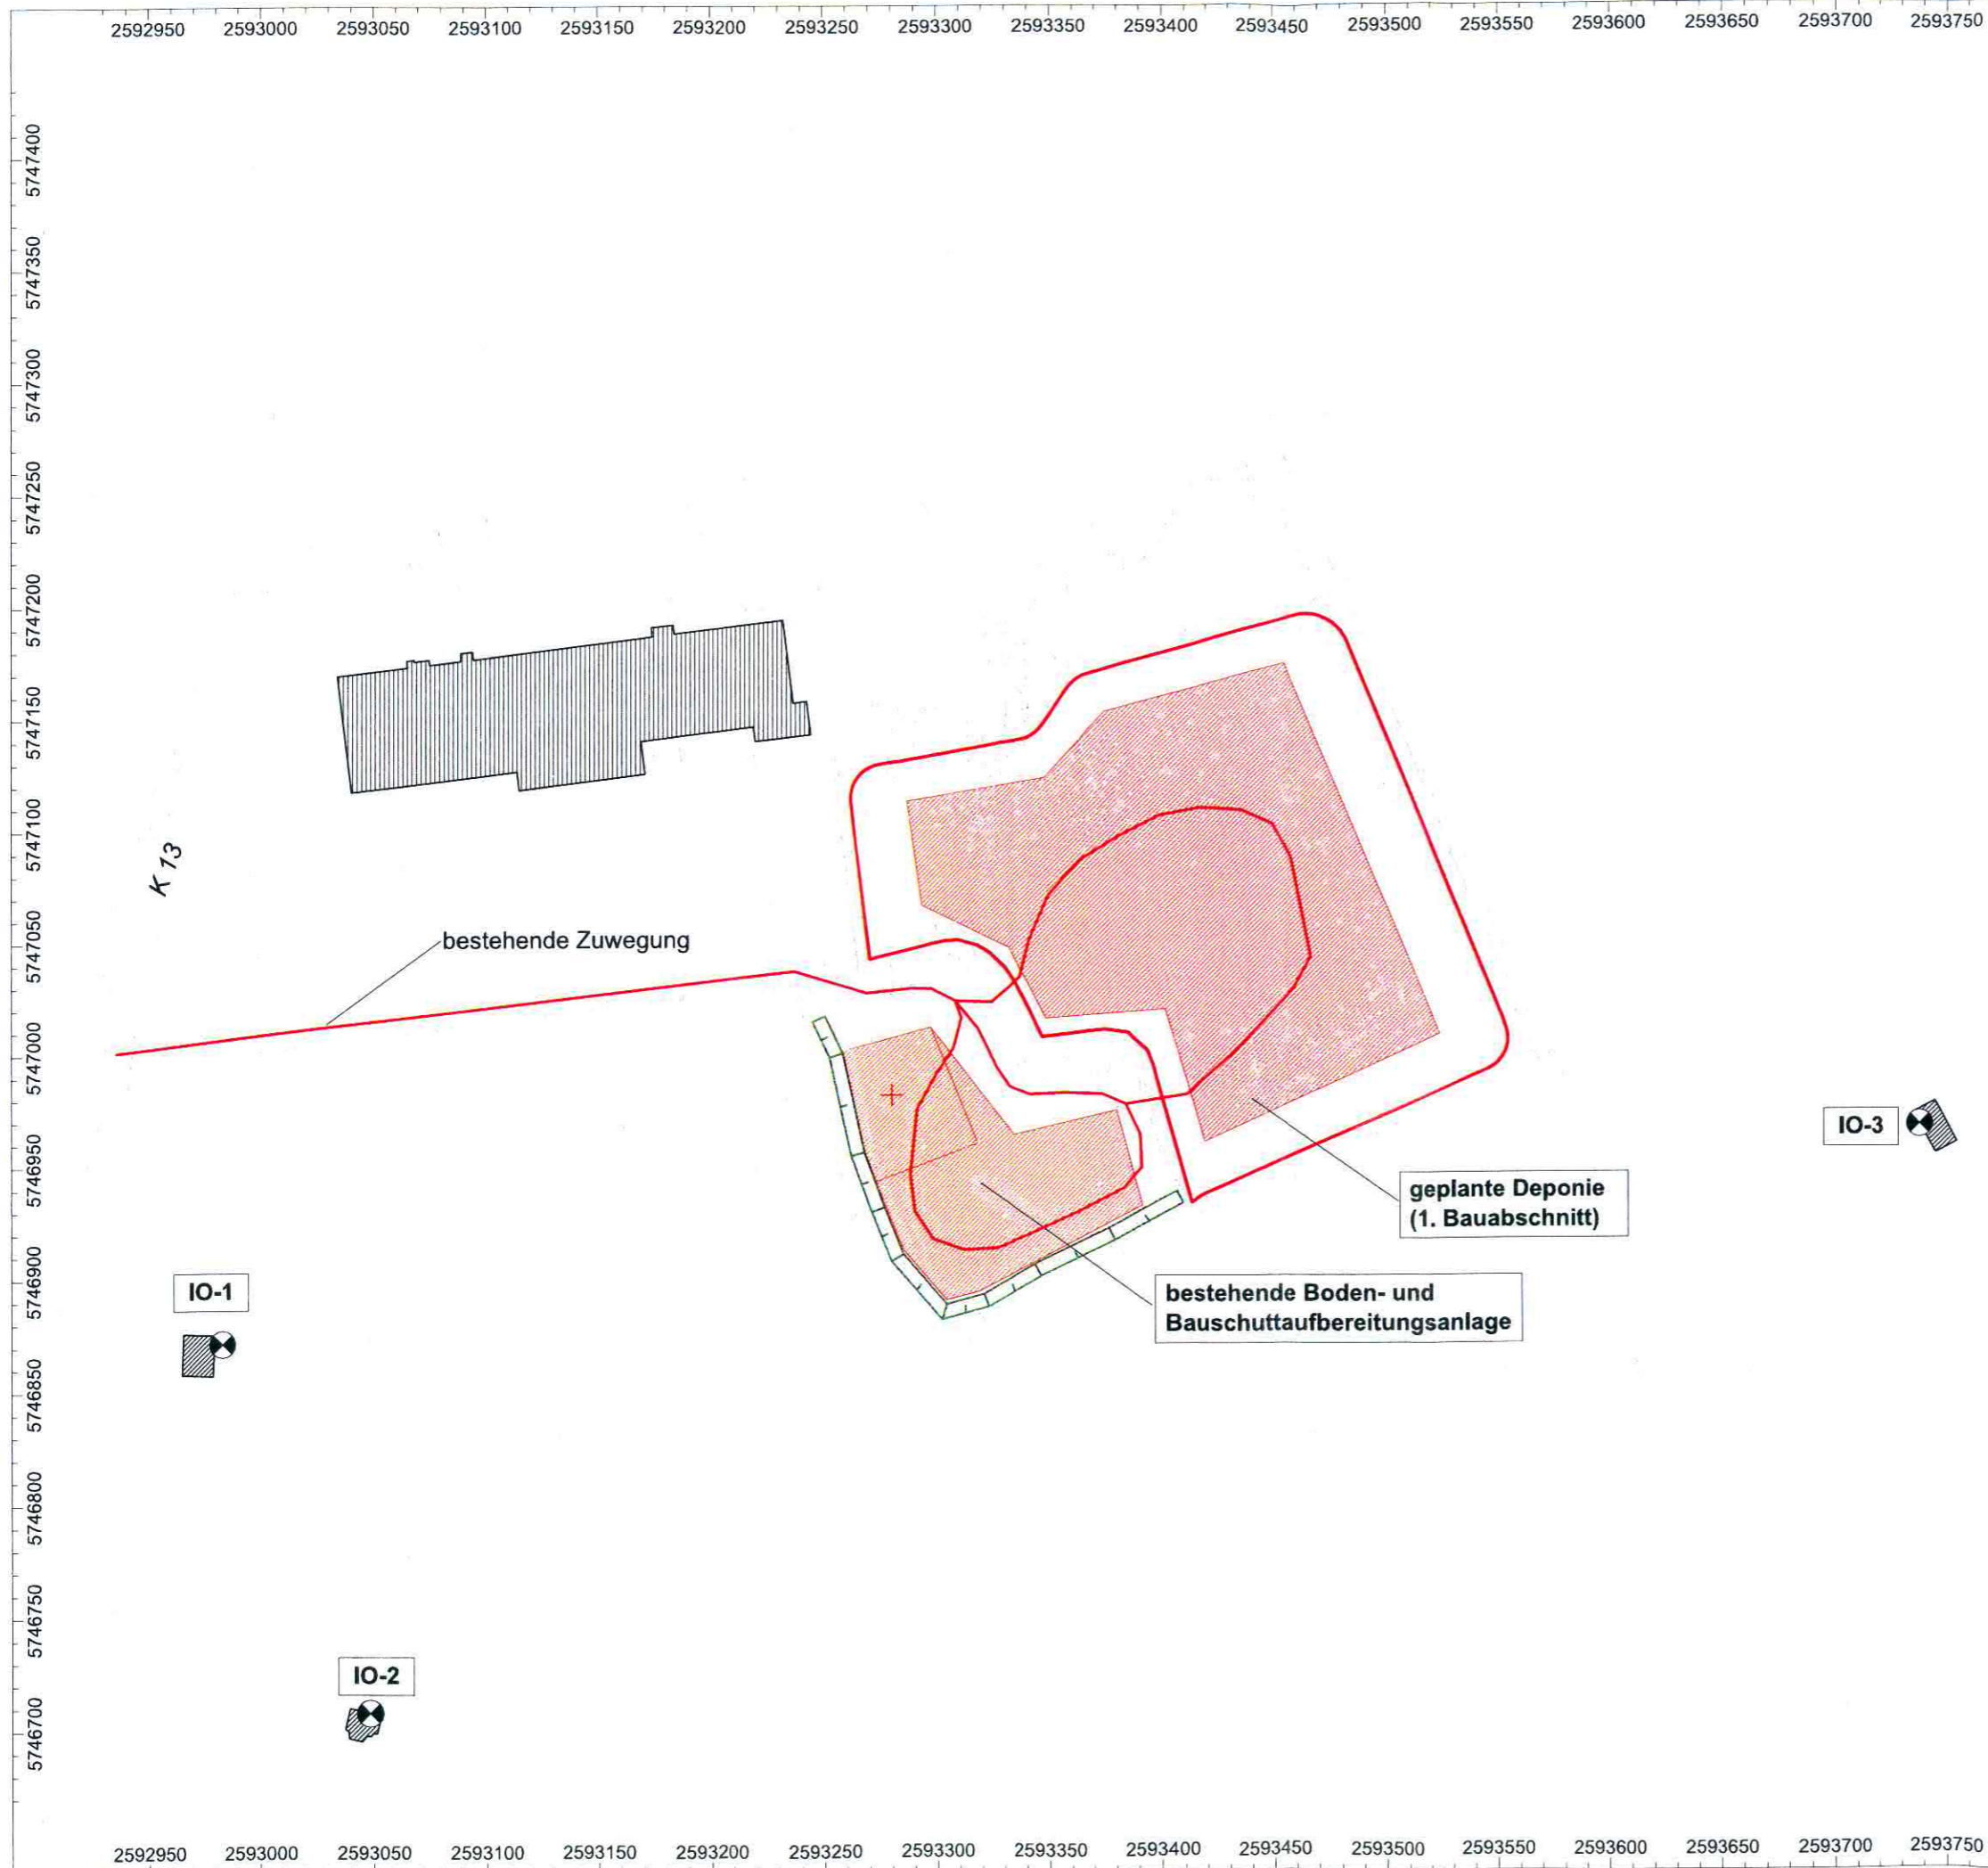 2592950 2593000 2593050 2593100 2593150 2593200 2593250 2593300 2593350 2593400 2593450 2593500 2593550 2593600 2593650 2593700 2593750
5747400
5747350
5747300
5747250
5747200
5747150
5747100
5747050
5747000
5746950
5746900
5746850
5746800
5746750
5746700
K 13
bestehende Zuwegung
IO-3
geplante Deponie
(1. Bauabschnitt)
IO-1
bestehende Boden- und
Bauschuttaufbereitungsanlage
IO-2
2592950 2593000 2593050 2593100 2593150 2593200 2593250 2593300 2593350 2593400 2593450 2593500 2593550 2593600 2593650 2593700 2593750